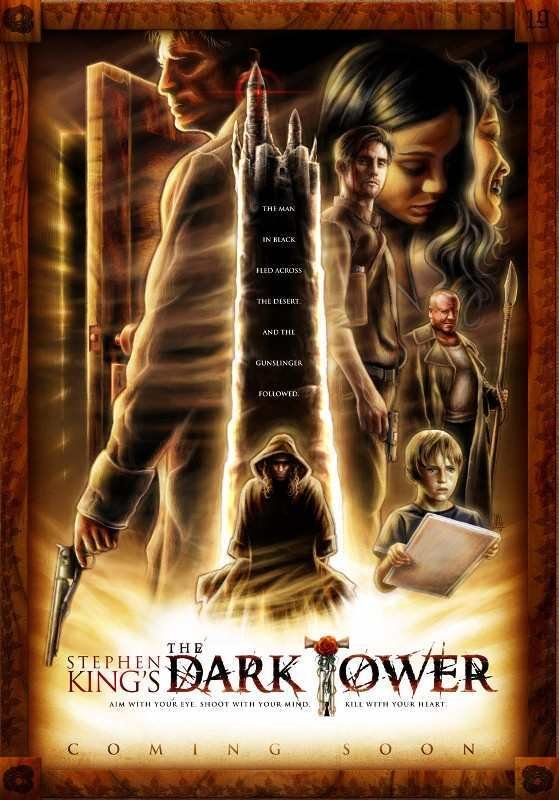 19
THE MAN
IN BLACK
FLED ACROSS
THE DESERT,
AND THE
GUNSLINGER
FOLLOWED.
STEPHEN KING'S
THE DARK TOWER
AIM WITH YOUR EYE. SHOOT WITH YOUR MIND. KILL WITH YOUR HEART.
COMING SOON